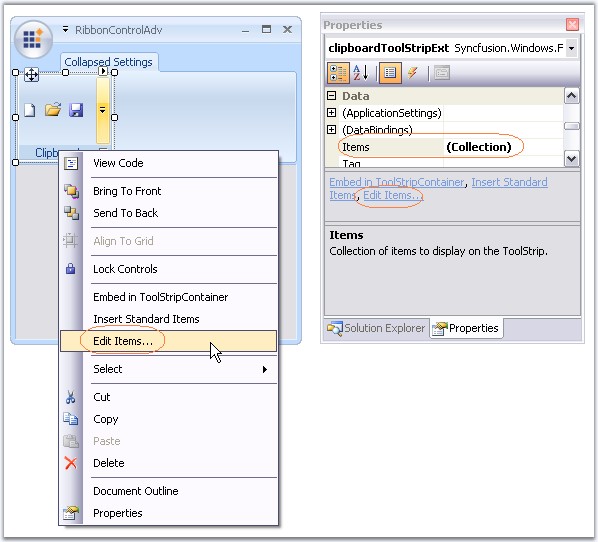 RibbonControlAdv
Collapsed Settings
View Code
Bring To Front
Send To Back
Align To Grid
Lock Controls
Embed in ToolStripContainer
Insert Standard Items
Edit Items...
Select
Cut
Copy
Paste
Delete
Document Outline
Properties
Properties
clipboardToolStripExt Syncfusion.Windows.F
Data
(ApplicationSettings)
(DataBindings)
Items (Collection)
Tag
Embed in ToolStripContainer, Insert Standard
Items, Edit Items...
Items
Collection of items to display on the ToolStrip.
Solution Explorer Properties